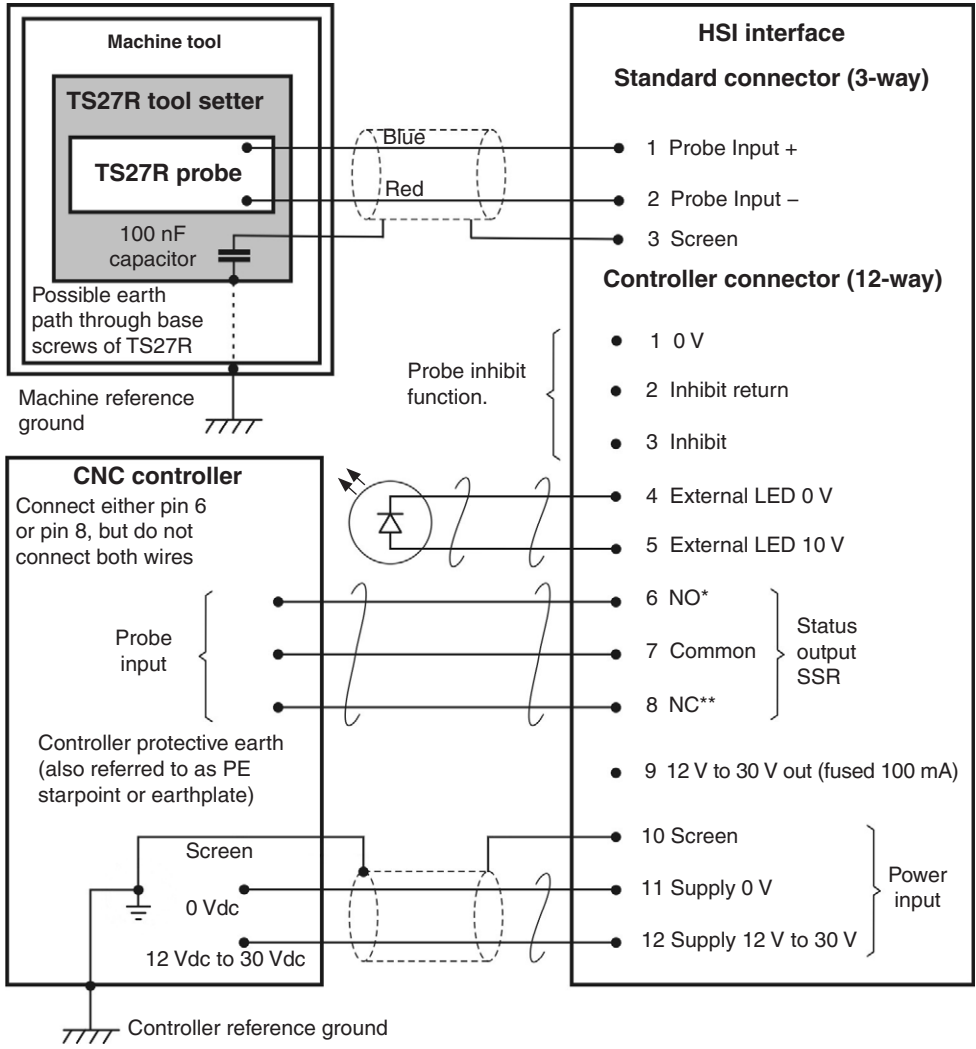 Machine tool
TS27R tool setter
TS27R probe
100 nF
capacitor
Possible earth
path through base
screws of TS27R
Machine reference
ground
Blue
Red
HSI interface
Standard connector (3-way)
1 Probe Input +
2 Probe Input –
3 Screen
Controller connector (12-way)
Probe inhibit
function.
1 0 V
2 Inhibit return
3 Inhibit
4 External LED 0 V
5 External LED 10 V
6 NO*
7 Common
8 NC**
Status
output
SSR
9 12 V to 30 V out (fused 100 mA)
10 Screen
11 Supply 0 V
12 Supply 12 V to 30 V
Power
input
CNC controller
Connect either pin 6
or pin 8, but do not
connect both wires
Probe
input
Controller protective earth
(also referred to as PE
starpoint or earthplate)
Screen
0 Vdc
12 Vdc to 30 Vdc
Controller reference ground